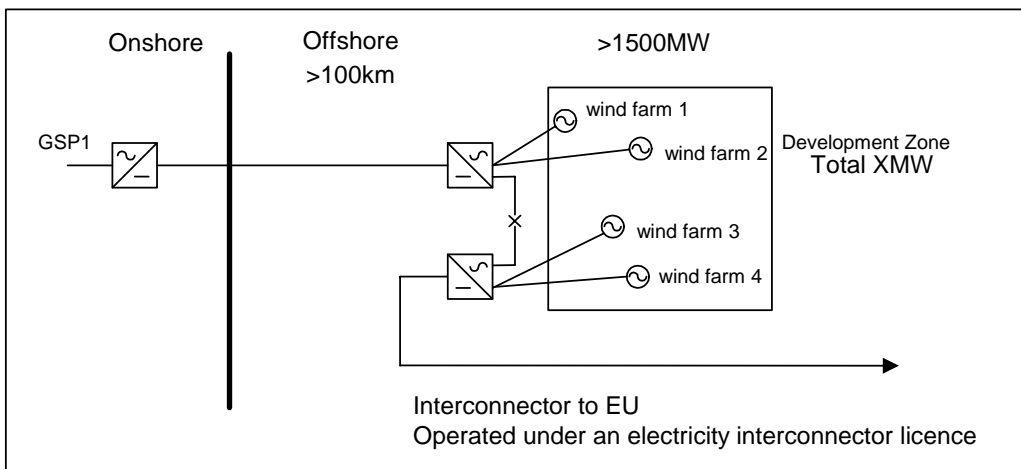 Onshore
Offshore
>100km
>1500MW
GSP1
wind farm 1
wind farm 2
Development Zone
Total XMW
wind farm 3
wind farm 4
Interconnector to EU
Operated under an electricity interconnector licence